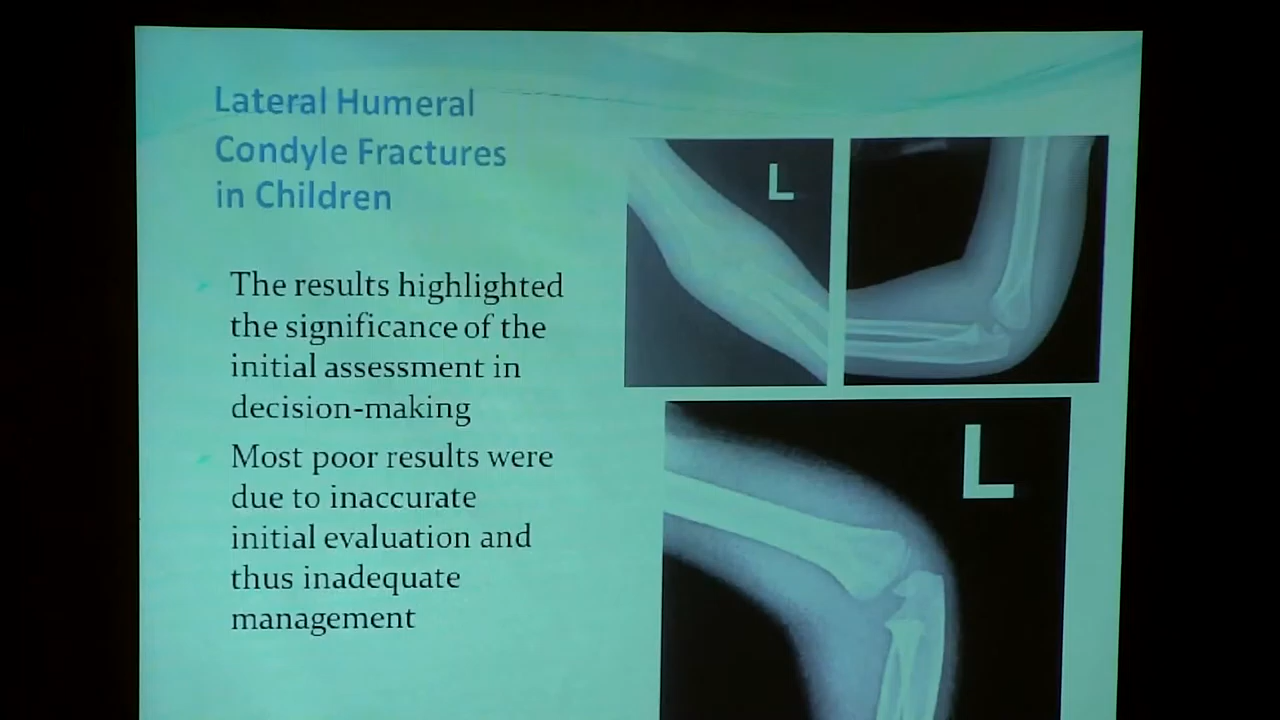 Lateral Humeral
Condyle Fractures
in Children
The results highlighted
the significance of the
initial assessment in
decision-making
Most poor results were
due to inaccurate
initial evaluation and
thus inadequate
management
L
L